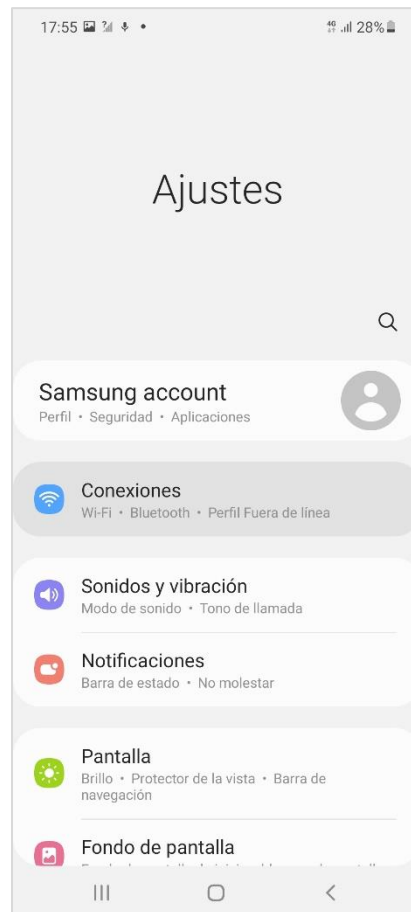 17:55
4G 28%
Ajustes
Samsung account
Perfil • Seguridad • Aplicaciones
Conexiones
Wi-Fi • Bluetooth • Perfil Fuera de línea
Sonidos y vibración
Modo de sonido • Tono de llamada
Notificaciones
Barra de estado • No molestar
Pantalla
Brillo • Protector de la vista • Barra de
navegación
Fondo de pantalla